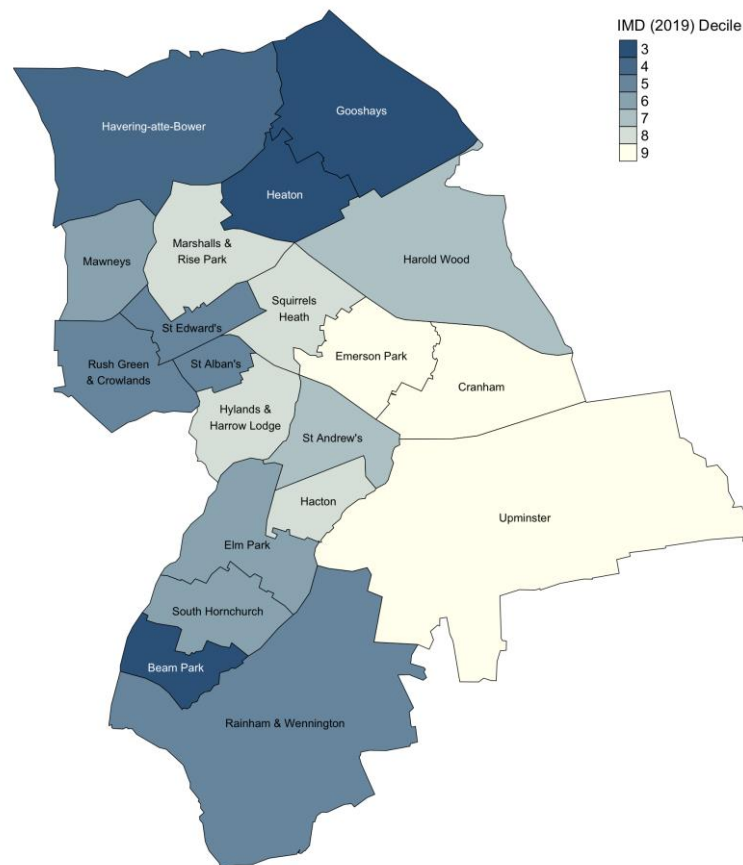 IMD (2019) Decile
3
4
5
6
7
8
9
Gooshays
Havering-atte-Bower
Heaton
Marshalls &
Rise Park
Harold Wood
Mawneys
Squirrels
Heath
St Edward's
Emerson Park
Rush Green
& Crowlands
St Alban's
Cranham
Hylands &
Harrow Lodge
St Andrew's
Hacton
Upminster
Elm Park
South Hornchurch
Beam Park
Rainham & Wennington